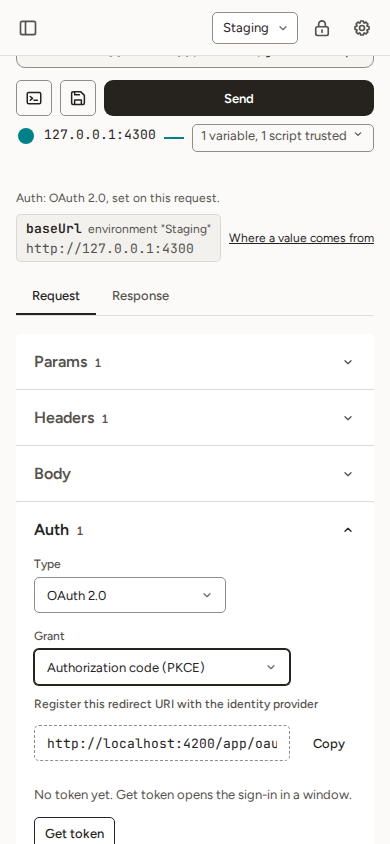 Staging
Send
127.0.0.1:4300
1 variable, 1 script trusted
Auth: OAuth 2.0, set on this request.
baseUrl environment "Staging"
http://127.0.0.1:4300
Where a value comes from
Request
Response
Params 1
Headers 1
Body
Auth 1
Type
OAuth 2.0
Grant
Authorization code (PKCE)
Register this redirect URI with the identity provider
http://localhost:4200/app/oau
Copy
No token yet. Get token opens the sign-in in a window.
Get token